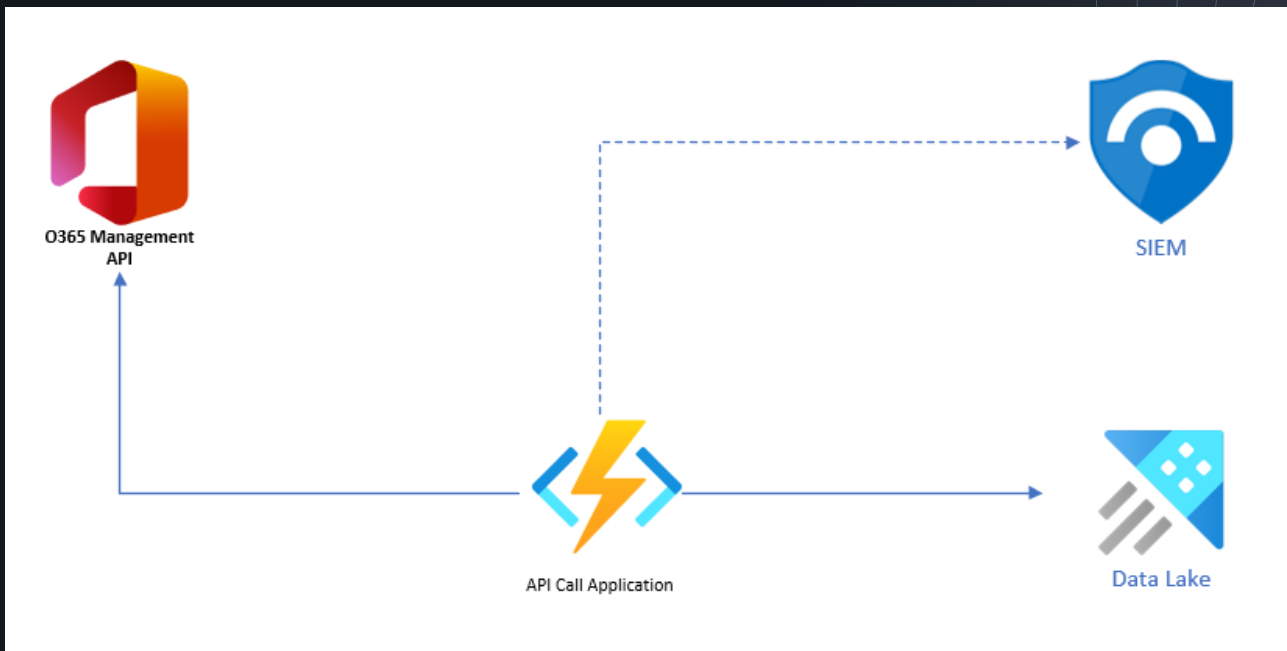 O365 Management
API
SIEM
API Call Application
Data Lake